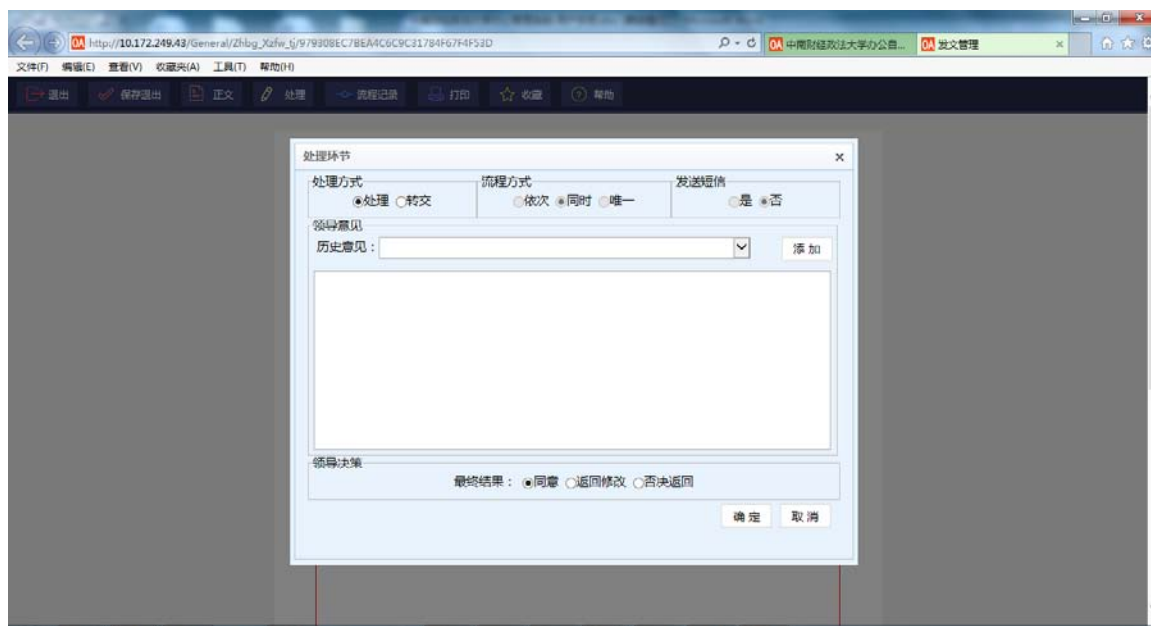 http://10.172.249.43/General/Zhbg_Xzfw_tj/979308EC7BEA4C6C9C31784F67F4F53D
OA 中南财经政法大学办公自...
OA 发文管理
文件(F) 编辑(E) 查看(V) 收藏夹(A) 工具(T) 帮助(H)
退出 保存退出 正文 处理 流程记录 打印 收藏 帮助
处理环节
处理方式 流程方式 发送短信
处理 转交 依次 同时 唯一 是 否
领导意见
历史意见： 添加
领导决策
最终结果： 同意 返回修改 否决返回
确定 取消